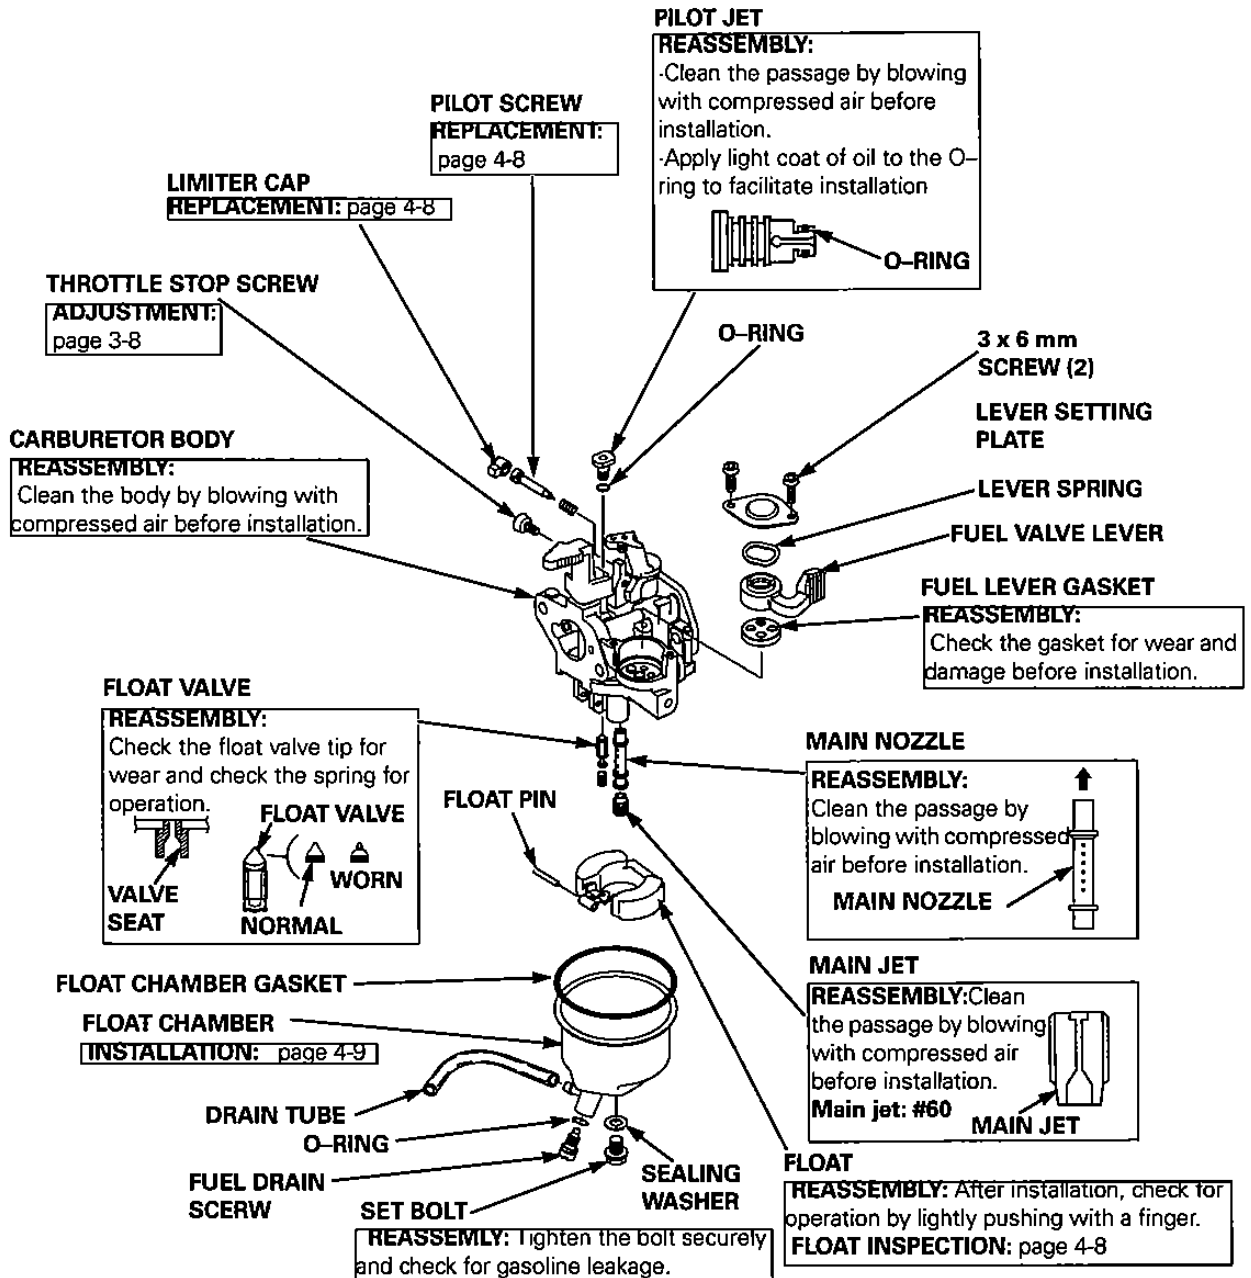 PILOT JET
REASSEMBLY:
-Clean the passage by blowing
with compressed air before
installation.
-Apply light coat of oil to the O–
ring to facilitate installation
O–RING
PILOT SCREW
REPLACEMENT:
page 4-8
LIMITER CAP
REPLACEMENT: page 4-8
THROTTLE STOP SCREW
ADJUSTMENT:
page 3-8
O–RING
3 x 6 mm
SCREW (2)
LEVER SETTING
PLATE
CARBURETOR BODY
REASSEMBLY:
Clean the body by blowing with
compressed air before installation.
LEVER SPRING
FUEL VALVE LEVER
FUEL LEVER GASKET
REASSEMBLY:
Check the gasket for wear and
damage before installation.
FLOAT VALVE
REASSEMBLY:
Check the float valve tip for
wear and check the spring for
operation.
FLOAT VALVE
WORN
VALVE
SEAT
NORMAL
FLOAT PIN
MAIN NOZZLE
REASSEMBLY:
Clean the passage by
blowing with compressed
air before installation.
MAIN NOZZLE
FLOAT CHAMBER GASKET
FLOAT CHAMBER
INSTALLATION: page 4-9
MAIN JET
REASSEMBLY:Clean
the passage by blowing
with compressed air
before installation.
Main jet: #60
MAIN JET
DRAIN TUBE
O–RING
FUEL DRAIN
SCERW
SEALING
WASHER
SET BOLT
REASSEMLY: Tighten the bolt securely
and check for gasoline leakage.
FLOAT
REASSEMBLY: After installation, check for
operation by lightly pushing with a finger.
FLOAT INSPECTION: page 4-8